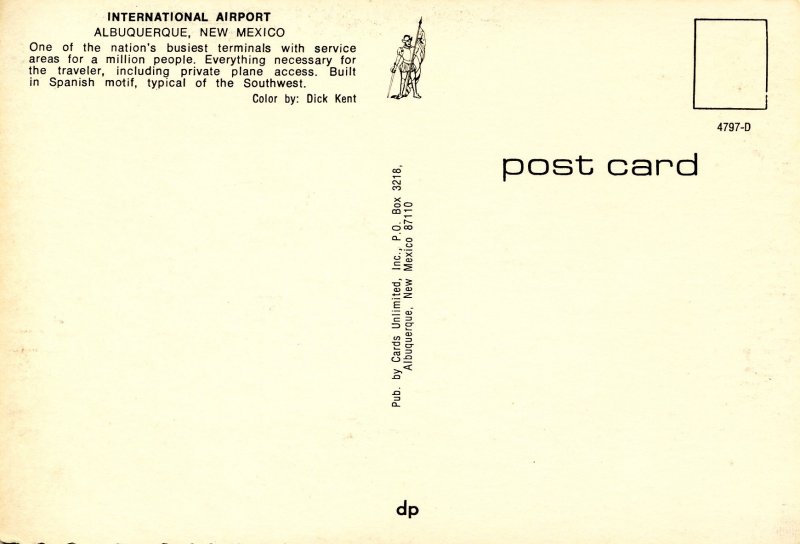 INTERNATIONAL AIRPORT
ALBUQUERQUE, NEW MEXICO
One of the nation's busiest terminals with service
areas for a million people. Everything necessary for
the traveler, including private plane access. Built
in Spanish motif, typical of the Southwest.
Color by: Dick Kent
Pub. by Cards Unlimited, Inc., P.O. Box 3218,
Albuquerque, New Mexico 87110
dp
4797-D
post card